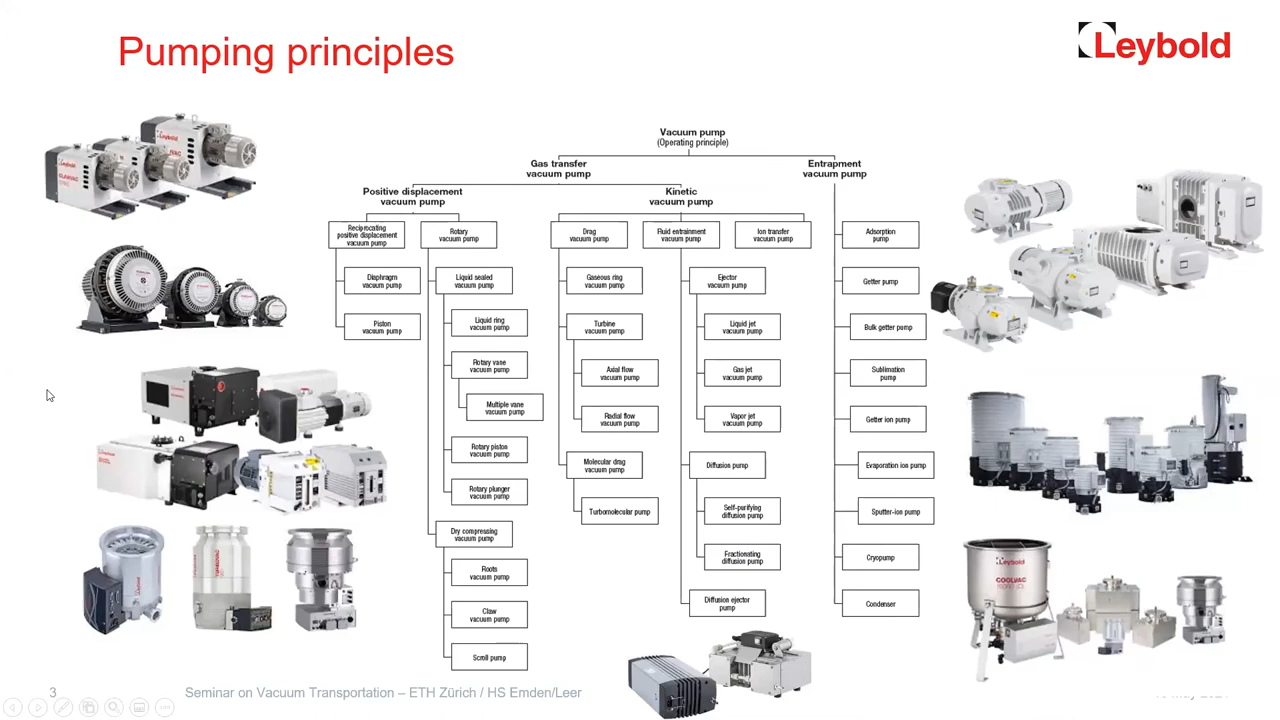 Pumping principles
Leybold
Vacuum pump
(Operating principle)
Gas transfer
vacuum pump
Entrapment
vacuum pump
Positive displacement
vacuum pump
Kinetic
vacuum pump
Reciprocating
positive displacement
vacuum pump
Rotary
vacuum pump
Drag
vacuum pump
Fluid entrainment
vacuum pump
Ion transfer
vacuum pump
Adsorption
pump
Diaphragm
vacuum pump
Liquid sealed
vacuum pump
Gaseous ring
vacuum pump
Ejector
vacuum pump
Getter pump
Piston
vacuum pump
Liquid ring
vacuum pump
Turbine
vacuum pump
Liquid jet
vacuum pump
Bulk getter pump
Rotary vane
vacuum pump
Axial flow
vacuum pump
Gas jet
vacuum pump
Sublimation
pump
Multiple vane
vacuum pump
Radial flow
vacuum pump
Vapor jet
vacuum pump
Getter ion pump
Rotary piston
vacuum pump
Molecular drag
vacuum pump
Diffusion pump
Evaporation ion pump
Rotary plunger
vacuum pump
Turbomolecular pump
Self-purifying
diffusion pump
Sputter-ion pump
Dry compressing
vacuum pump
Fractionating
diffusion pump
Cryopump
Roots
vacuum pump
Diffusion ejector
pump
Condenser
Claw
vacuum pump
Scroll pump
Leybold
COOLVAC
3
Seminar on Vacuum Transportation – ETH Zürich / HS Emden/Leer